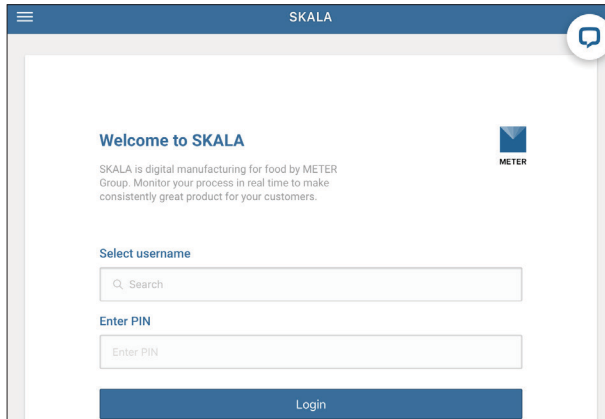 SKALA
Welcome to SKALA
METER
SKALA is digital manufacturing for food by METER
Group. Monitor your process in real time to make
consistently great product for your customers.
Select username
Search
Enter PIN
Enter PIN
Login